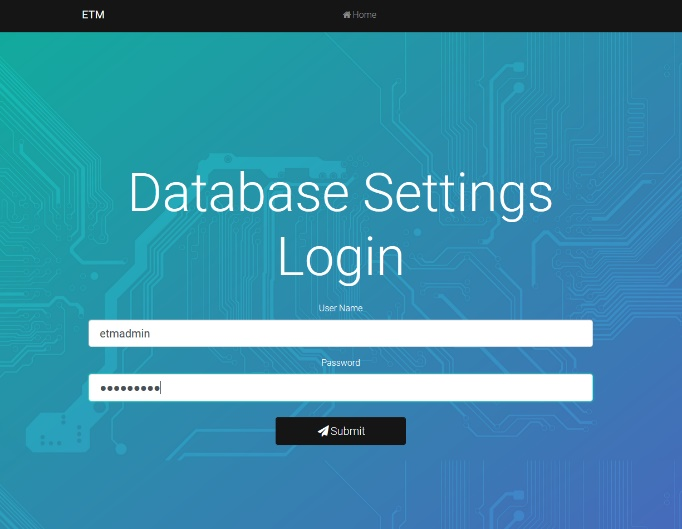 ETM
Home
Database Settings
Login
User Name
etmadmin
Password
●●●●●●●●●
Submit